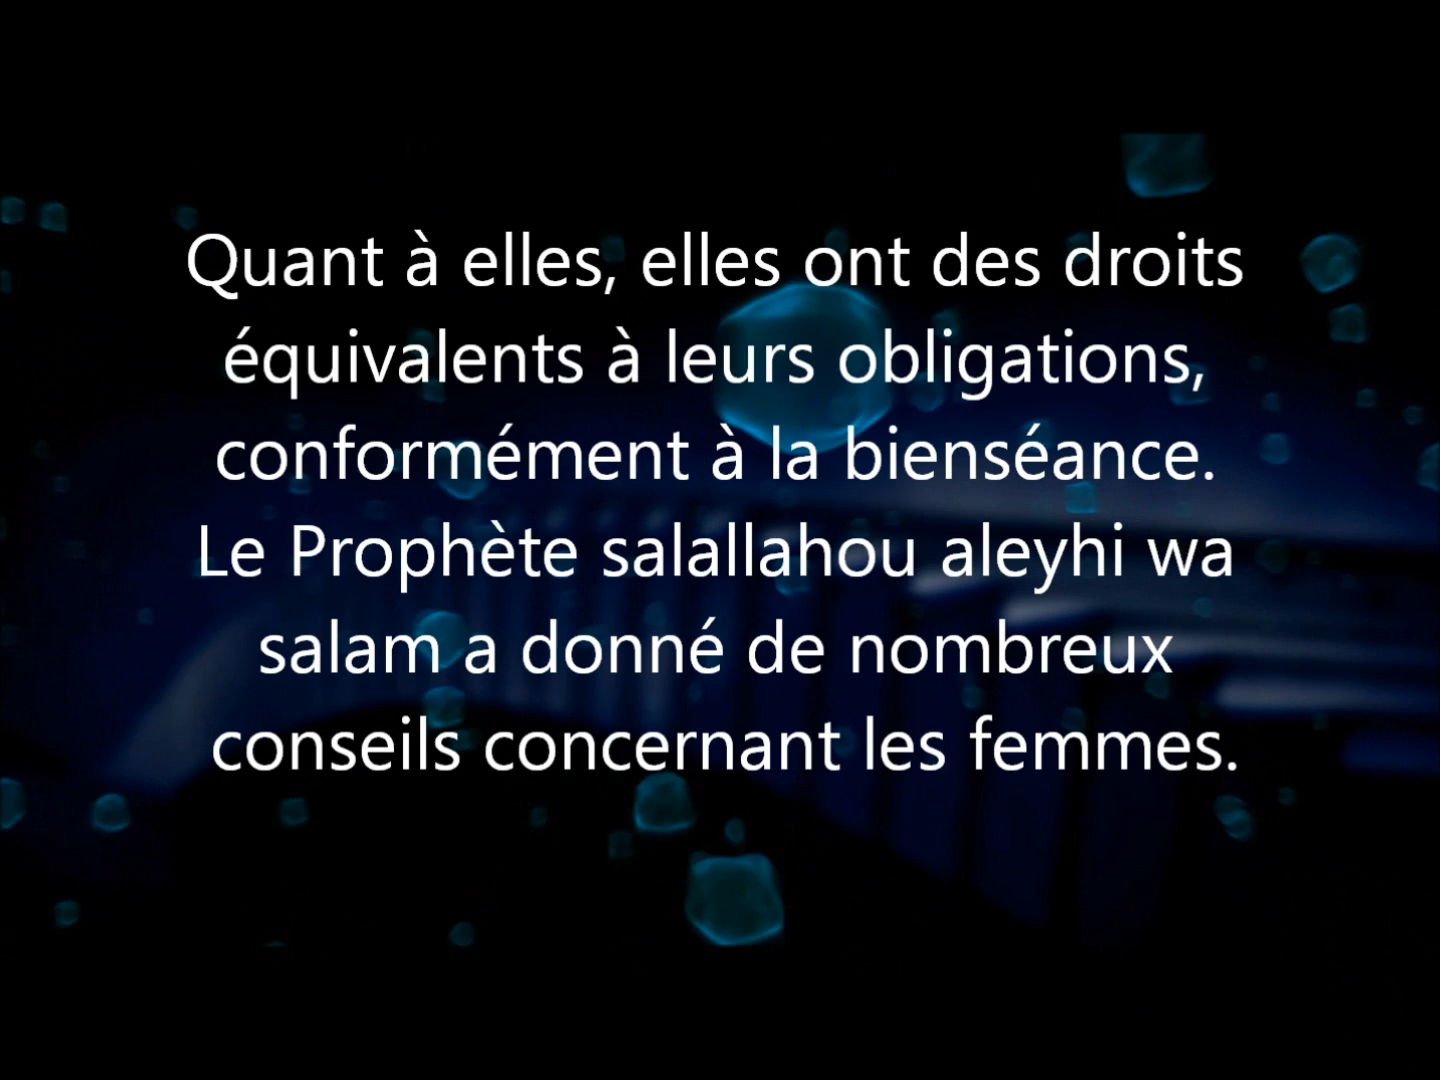 Quant à elles, elles ont des droits
équivalents à leurs obligations,
conformément à la bienséance.
Le Prophète salallahou aleyhi wa
salam a donné de nombreux
conseils concernant les femmes.